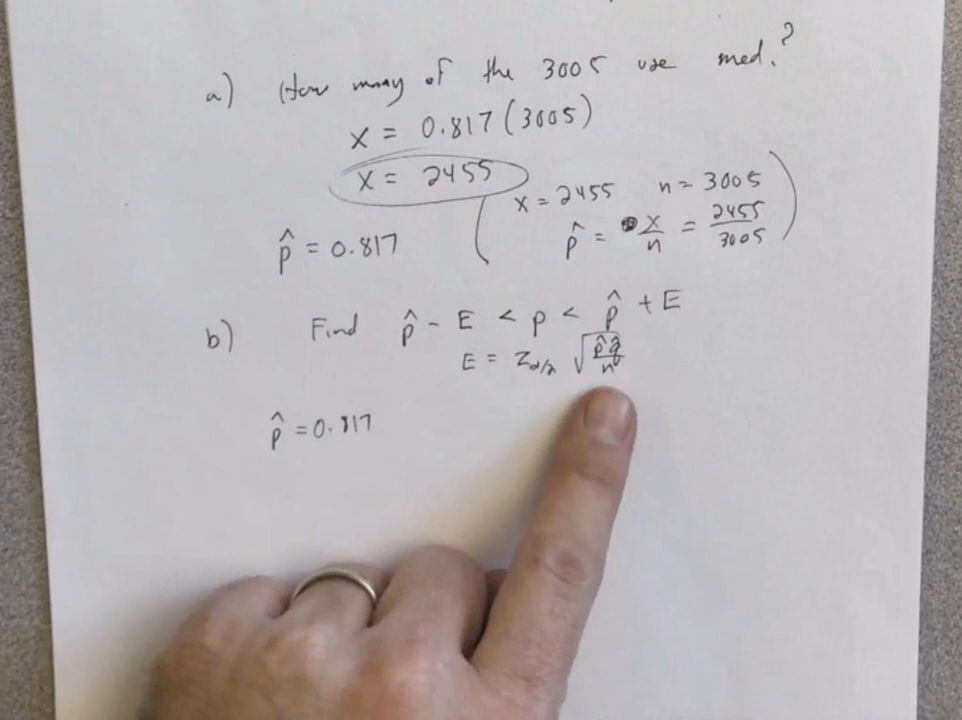 a) How many of the 3005 use med.?
x = 0.817(3005)
x = 2455
( x = 2455 n = 3005
p̂ = x/n = 2455/3005 )
p̂ = 0.817
b) Find p̂ - E < p < p̂ + E
E = Zα/2 √(p̂q̂/n)
p̂ = 0.817